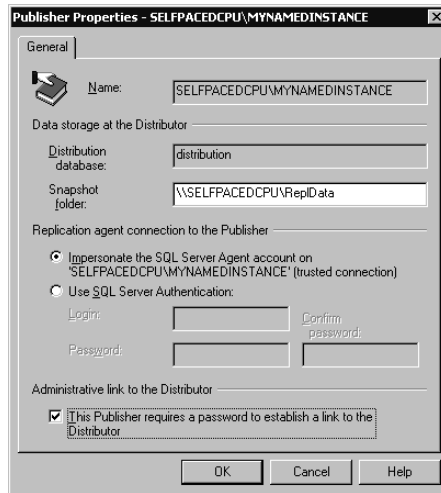 Publisher Properties - SELFPACEDCPU\MYNAMEDINSTANCE
General
Name:
SELFPACEDCPU\MYNAMEDINSTANCE
Data storage at the Distributor
Distribution
database:
distribution
Snapshot
folder:
\\SELFPACEDCPU\ReplData
Replication agent connection to the Publisher
Impersonate the SQL Server Agent account on
'SELFPACEDCPU\MYNAMEDINSTANCE' (trusted connection)
Use SQL Server Authentication:
Login:
Confirm
password:
Password:
Administrative link to the Distributor
This Publisher requires a password to establish a link to the
Distributor
OK
Cancel
Help